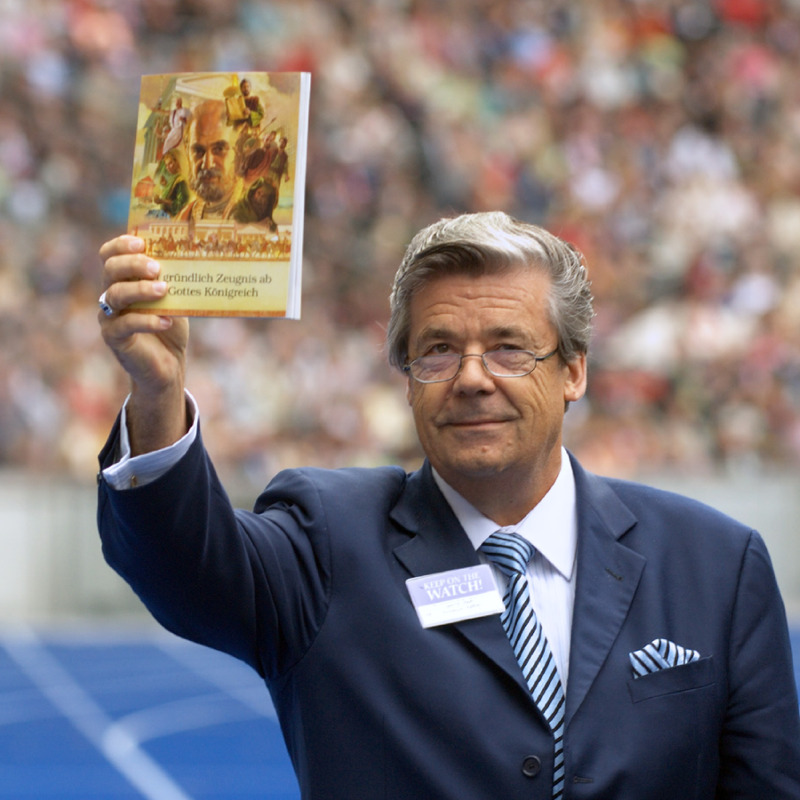 gründlich Zeugnis ab
Gottes Königreich
KEEP ON THE
WATCH!